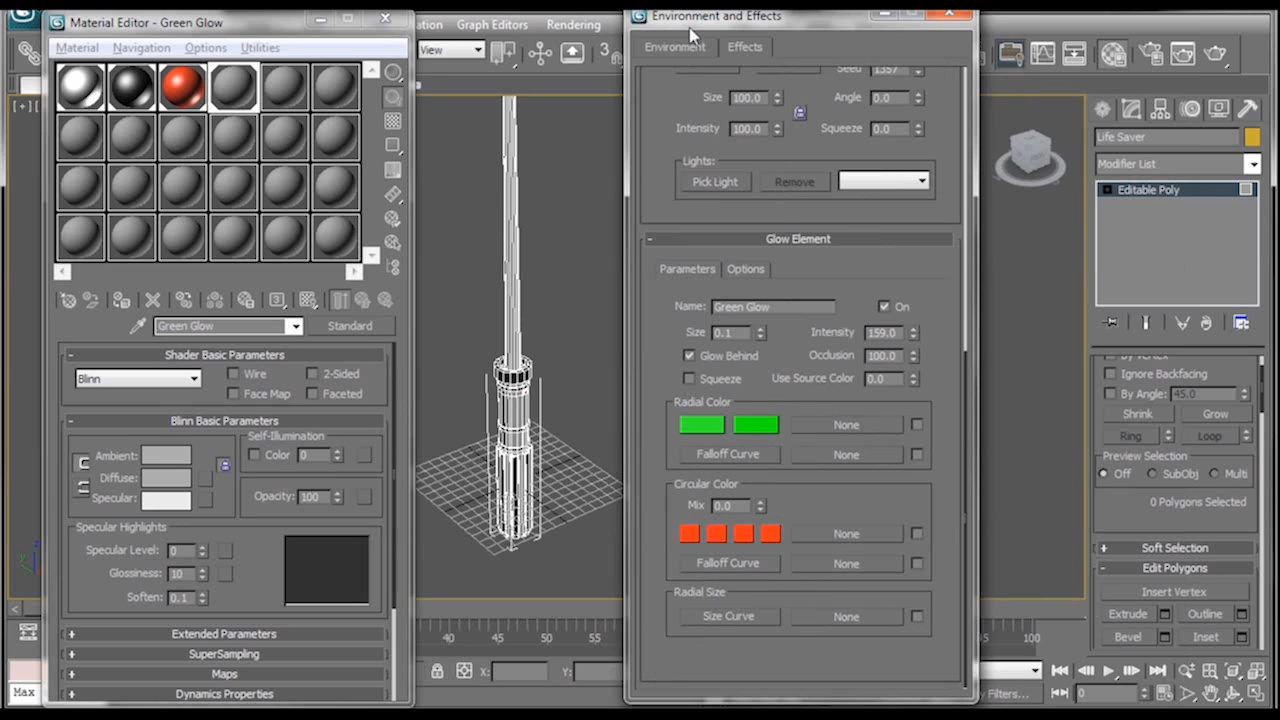 Material Editor - Green Glow
Material Navigation Options Utilities
Green Glow Standard
Shader Basic Parameters
Blinn Wire 2-Sided
Face Map Faceted
Blinn Basic Parameters
Self-Illumination
Ambient: Color 0
Diffuse:
Specular: Opacity: 100
Specular Highlights
Specular Level: 0
Glossiness: 10
Soften: 0.1
Extended Parameters
SuperSampling
Maps
Dynamics Properties
Graph Editors Rendering
View
[+]
40 45 50 55
X: Y:
Max
Environment and Effects
Environment Effects
Seed 1357
Size 100.0 Angle 0.0
Intensity 100.0 Squeeze 0.0
Lights:
Pick Light Remove
Glow Element
Parameters Options
Name: Green Glow On
Size 0.1 Intensity 159.0
Glow Behind Occlusion 100.0
Squeeze Use Source Color 0.0
Radial Color
None
Falloff Curve None
Circular Color
Mix 0.0
None
Falloff Curve None
Radial Size
Size Curve None
Life Saver
Modifier List
Editable Poly
By Vertex
Ignore Backfacing
By Angle: 45.0
Shrink Grow
Ring Loop
Preview Selection
Off SubObj Multi
0 Polygons Selected
Soft Selection
Edit Polygons
Insert Vertex
Extrude Outline
Bevel Inset
100
Filters...
0